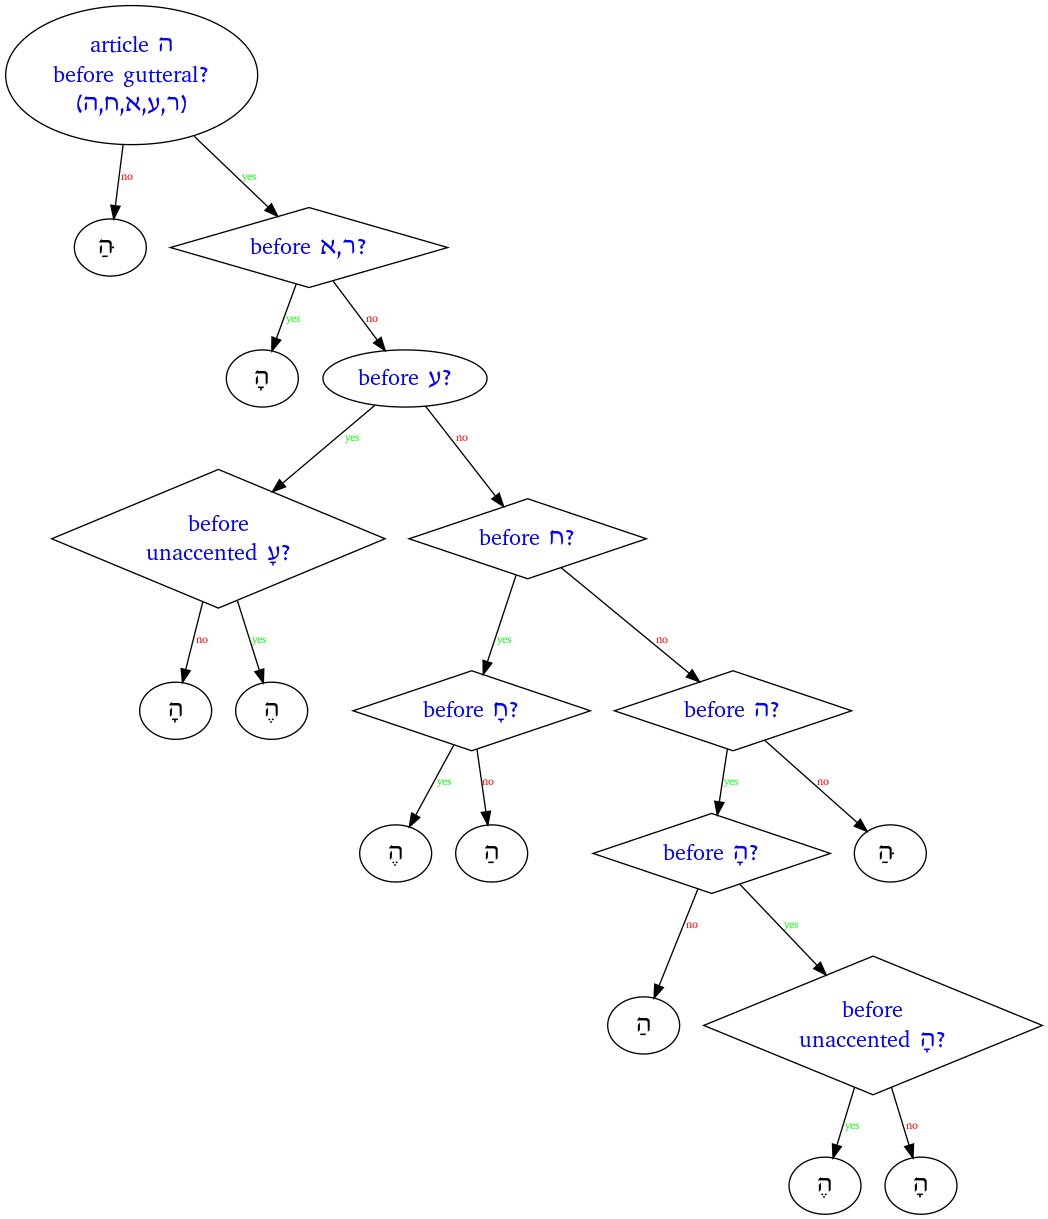 article ה
before gutteral?
(ר,ע,א,ח,ה)
no
yes
הַּ
before ר,א?
yes
no
הָ
before ע?
yes
no
before
unaccented עָ?
before ח?
no
yes
yes
no
הָ
הֶ
before חָ?
before ה?
yes
no
yes
no
הֶ
הַ
before הָ?
הַּ
no
yes
הַ
before
unaccented הָ?
yes
no
הֶ
הָ